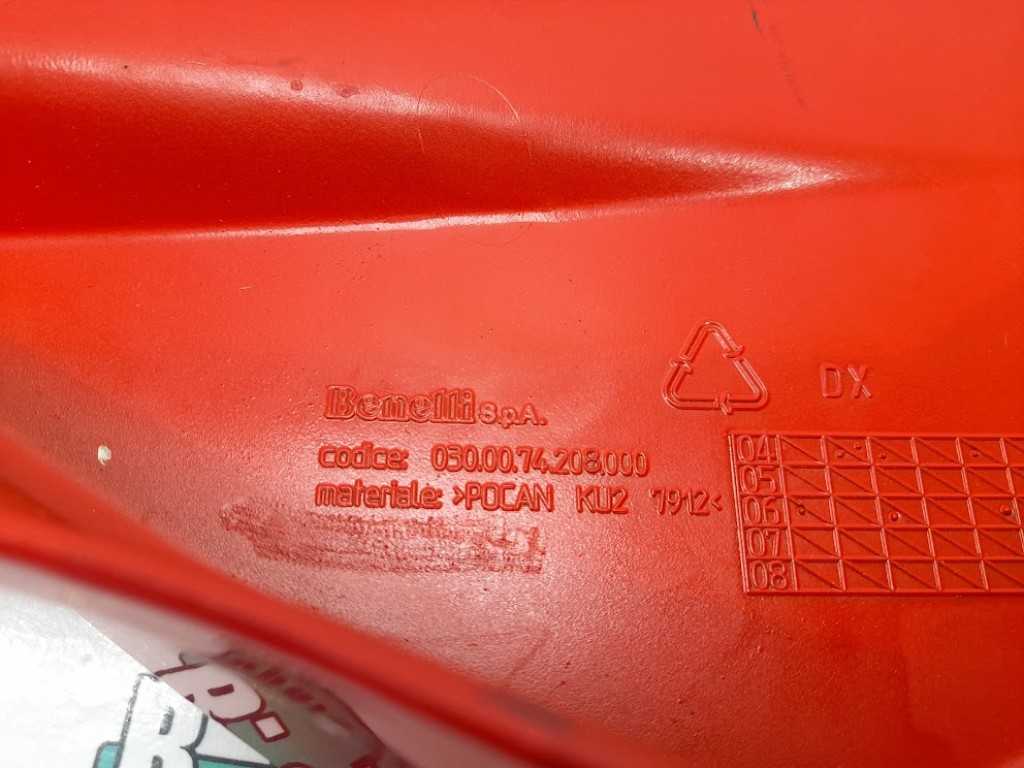 Benelli S.p.A.
codice: 030.00.74.208.000
materiale: >POCAN KU2 7912<
DX
04
05
06
07
08